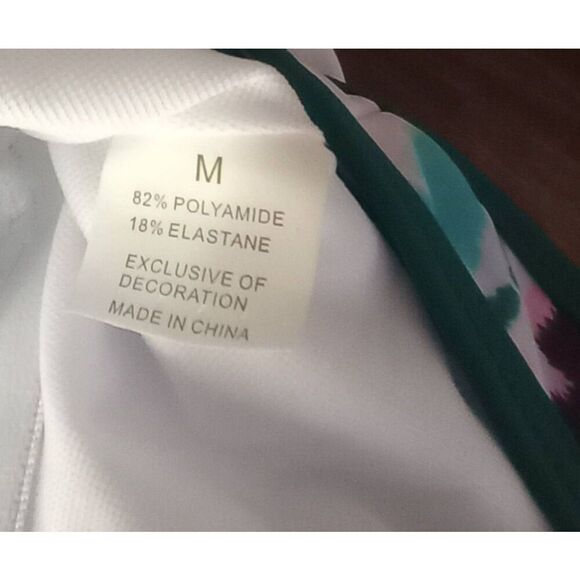 M
82% POLYAMIDE
18% ELASTANE
EXCLUSIVE OF
DECORATION
MADE IN CHINA